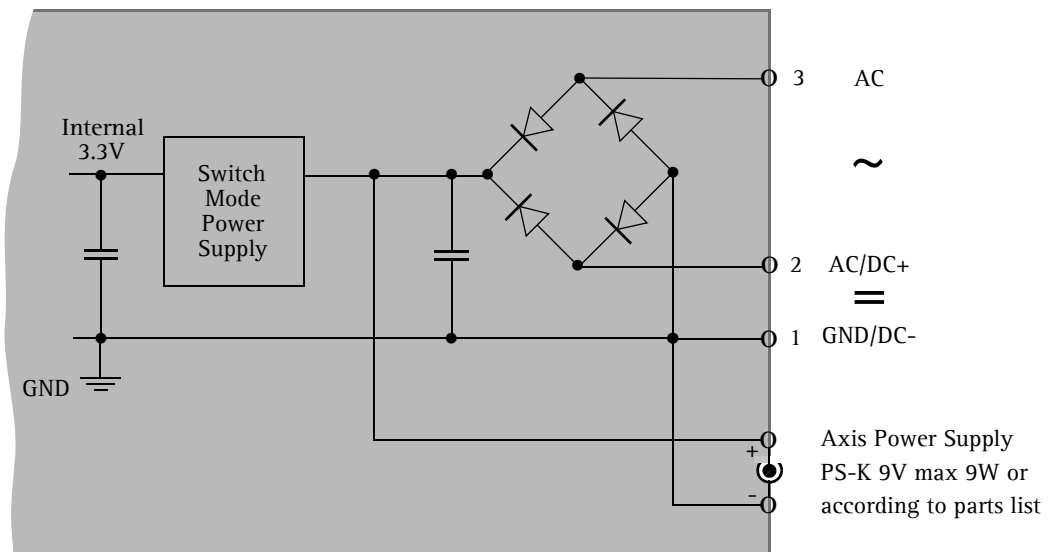 3 AC
Internal
3.3V
Switch
Mode
Power
Supply
~
2 AC/DC+
=
1 GND/DC-
GND
+
-
Axis Power Supply
PS-K 9V max 9W or
according to parts list